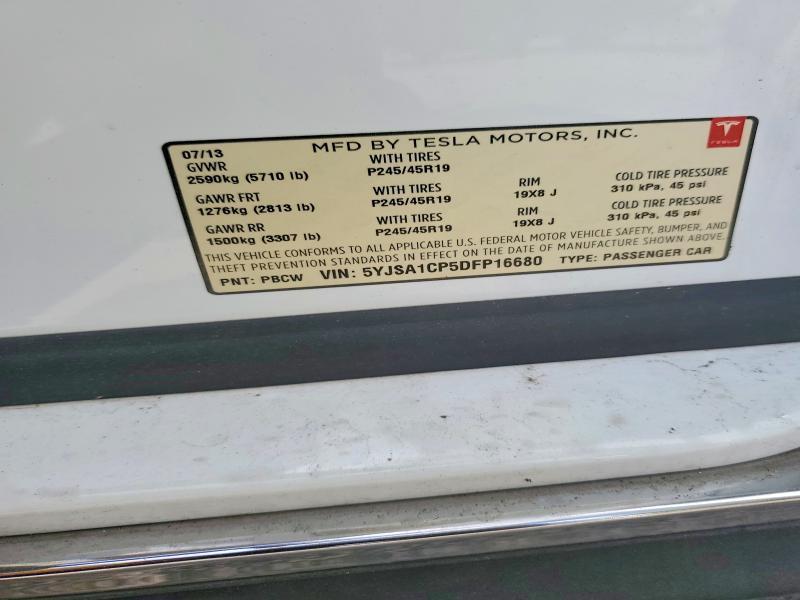 07/13 MFD BY TESLA MOTORS, INC. TESLA
GVWR WITH TIRES
2590kg (5710 lb) P245/45R19
GAWR FRT WITH TIRES RIM COLD TIRE PRESSURE
1276kg (2813 lb) P245/45R19 19X8 J 310 kPa, 45 psi
GAWR RR WITH TIRES RIM COLD TIRE PRESSURE
1500kg (3307 lb) P245/45R19 19X8 J 310 kPa, 45 psi
THIS VEHICLE CONFORMS TO ALL APPLICABLE U.S. FEDERAL MOTOR VEHICLE SAFETY, BUMPER, AND
THEFT PREVENTION STANDARDS IN EFFECT ON THE DATE OF MANUFACTURE SHOWN ABOVE.
PNT: PBCW VIN: 5YJSA1CP5DFP16680 TYPE: PASSENGER CAR